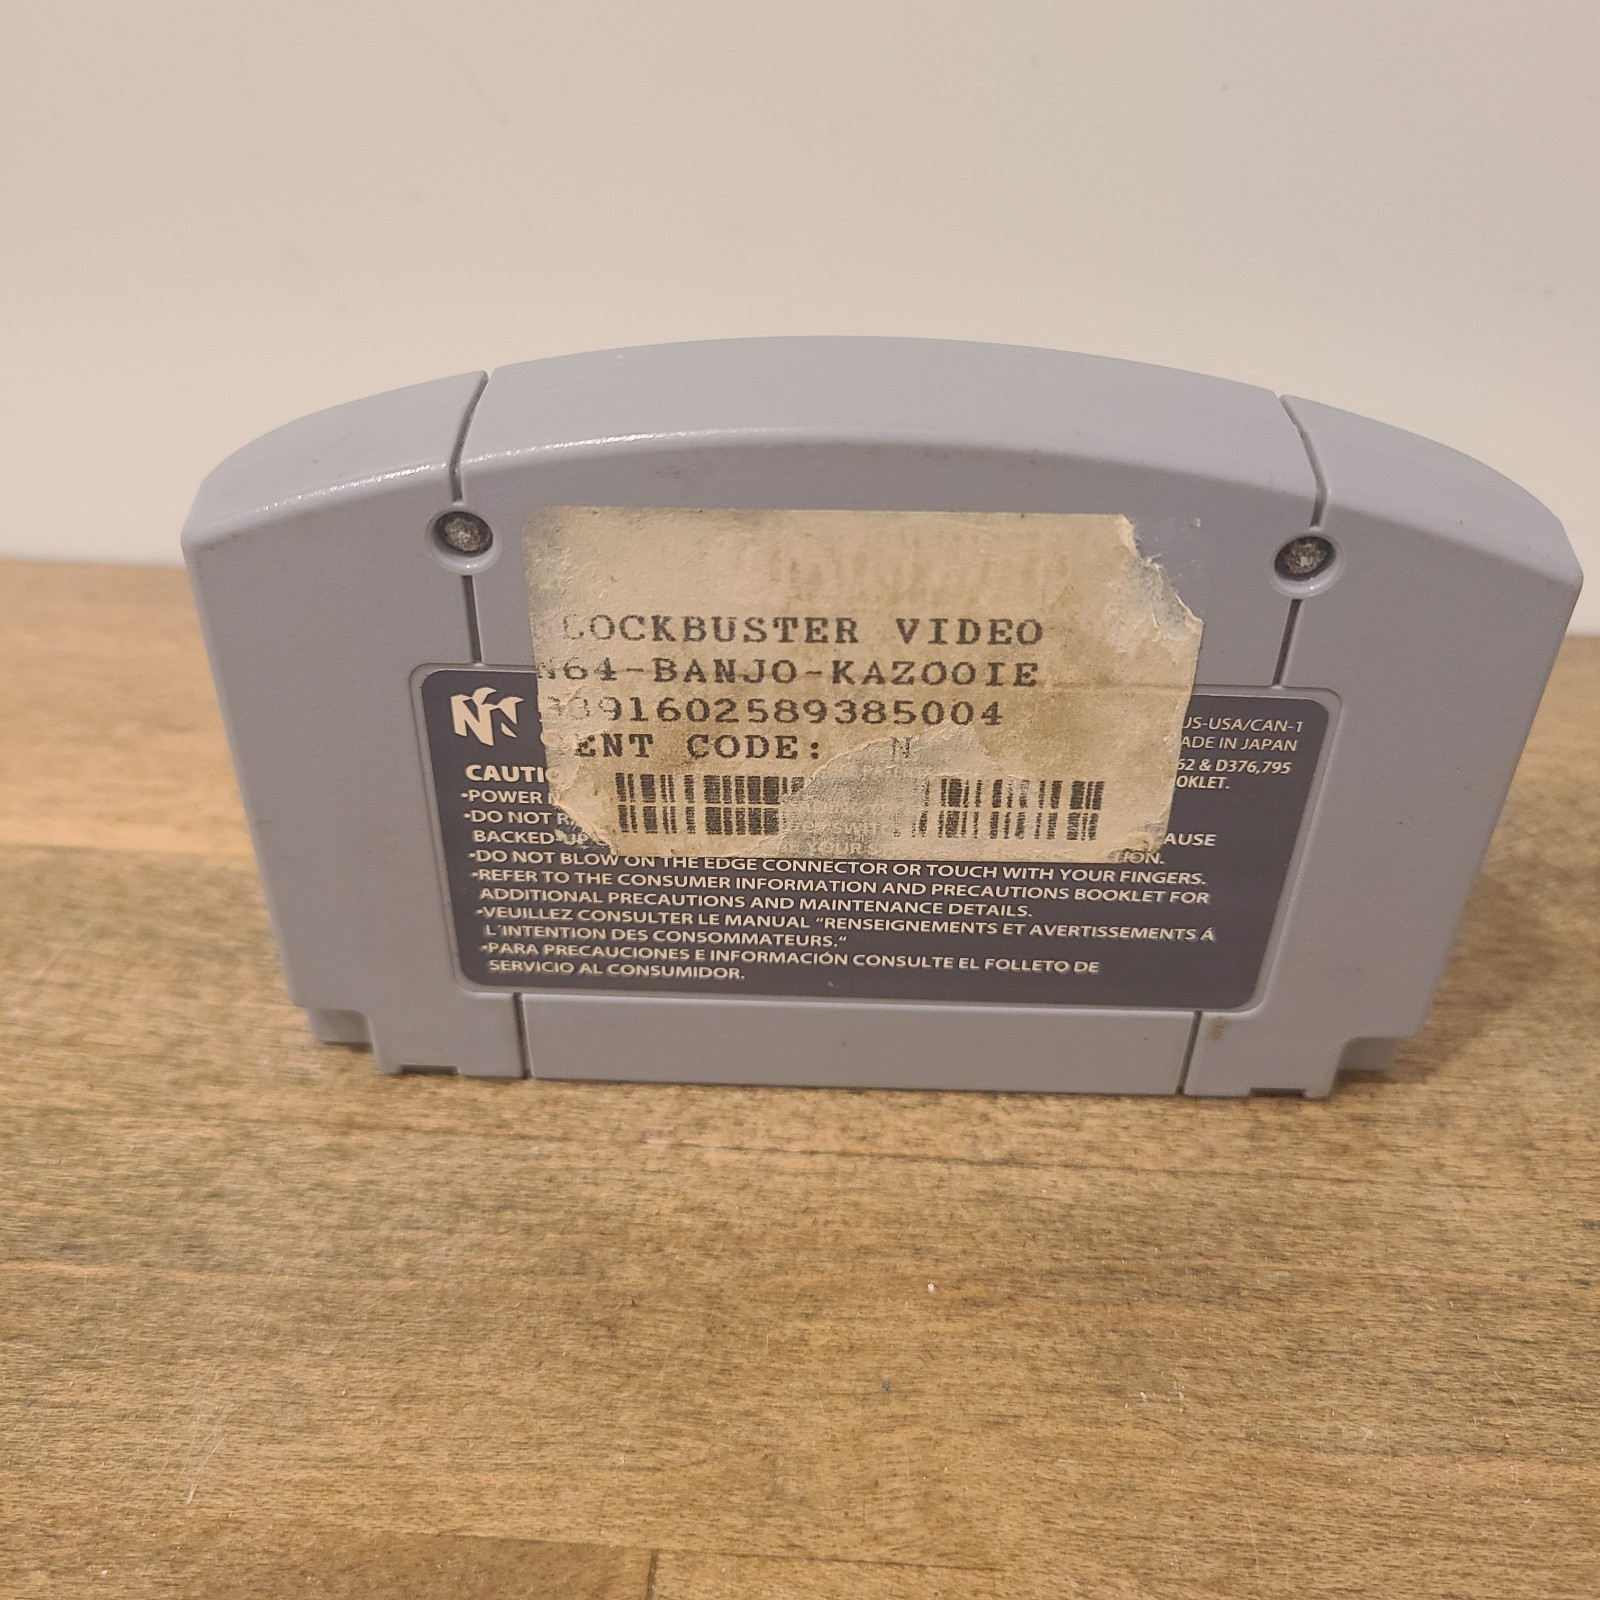 LOCKBUSTER VIDEO
N64-BANJO-KAZOOIE
391602589385004
ENT CODE: N
US-USA/CAN-1
ADE IN JAPAN
62 & D376,795
OKLET.
CAUTIO
•POWER
•DO NOT R AUSE
BACKED-UP TION.
•DO NOT BLOW ON THE EDGE CONNECTOR OR TOUCH WITH YOUR FINGERS.
•REFER TO THE CONSUMER INFORMATION AND PRECAUTIONS BOOKLET FOR
ADDITIONAL PRECAUTIONS AND MAINTENANCE DETAILS.
•VEUILLEZ CONSULTER LE MANUAL "RENSEIGNEMENTS ET AVERTISSEMENTS Á
L'INTENTION DES CONSOMMATEURS."
•PARA PRECAUCIONES E INFORMACIÓN CONSULTE EL FOLLETO DE
SERVICIO AL CONSUMIDOR.